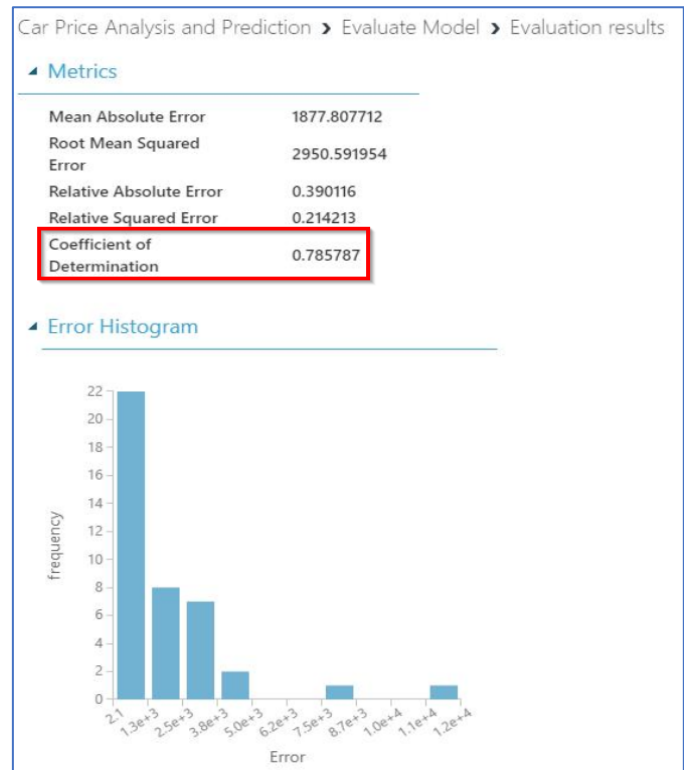 Car Price Analysis and Prediction › Evaluate Model › Evaluation results
Metrics
Mean Absolute Error 1877.807712
Root Mean Squared
Error 2950.591954
Relative Absolute Error 0.390116
Relative Squared Error 0.214213
Coefficient of
Determination 0.785787
Error Histogram
22
20
18
16
14
12
10
8
6
4
2
0
frequency
2.1 1.3e+3 2.5e+3 3.8e+3 5.0e+3 6.2e+3 7.5e+3 8.7e+3 1.0e+4 1.1e+4 1.2e+4
Error